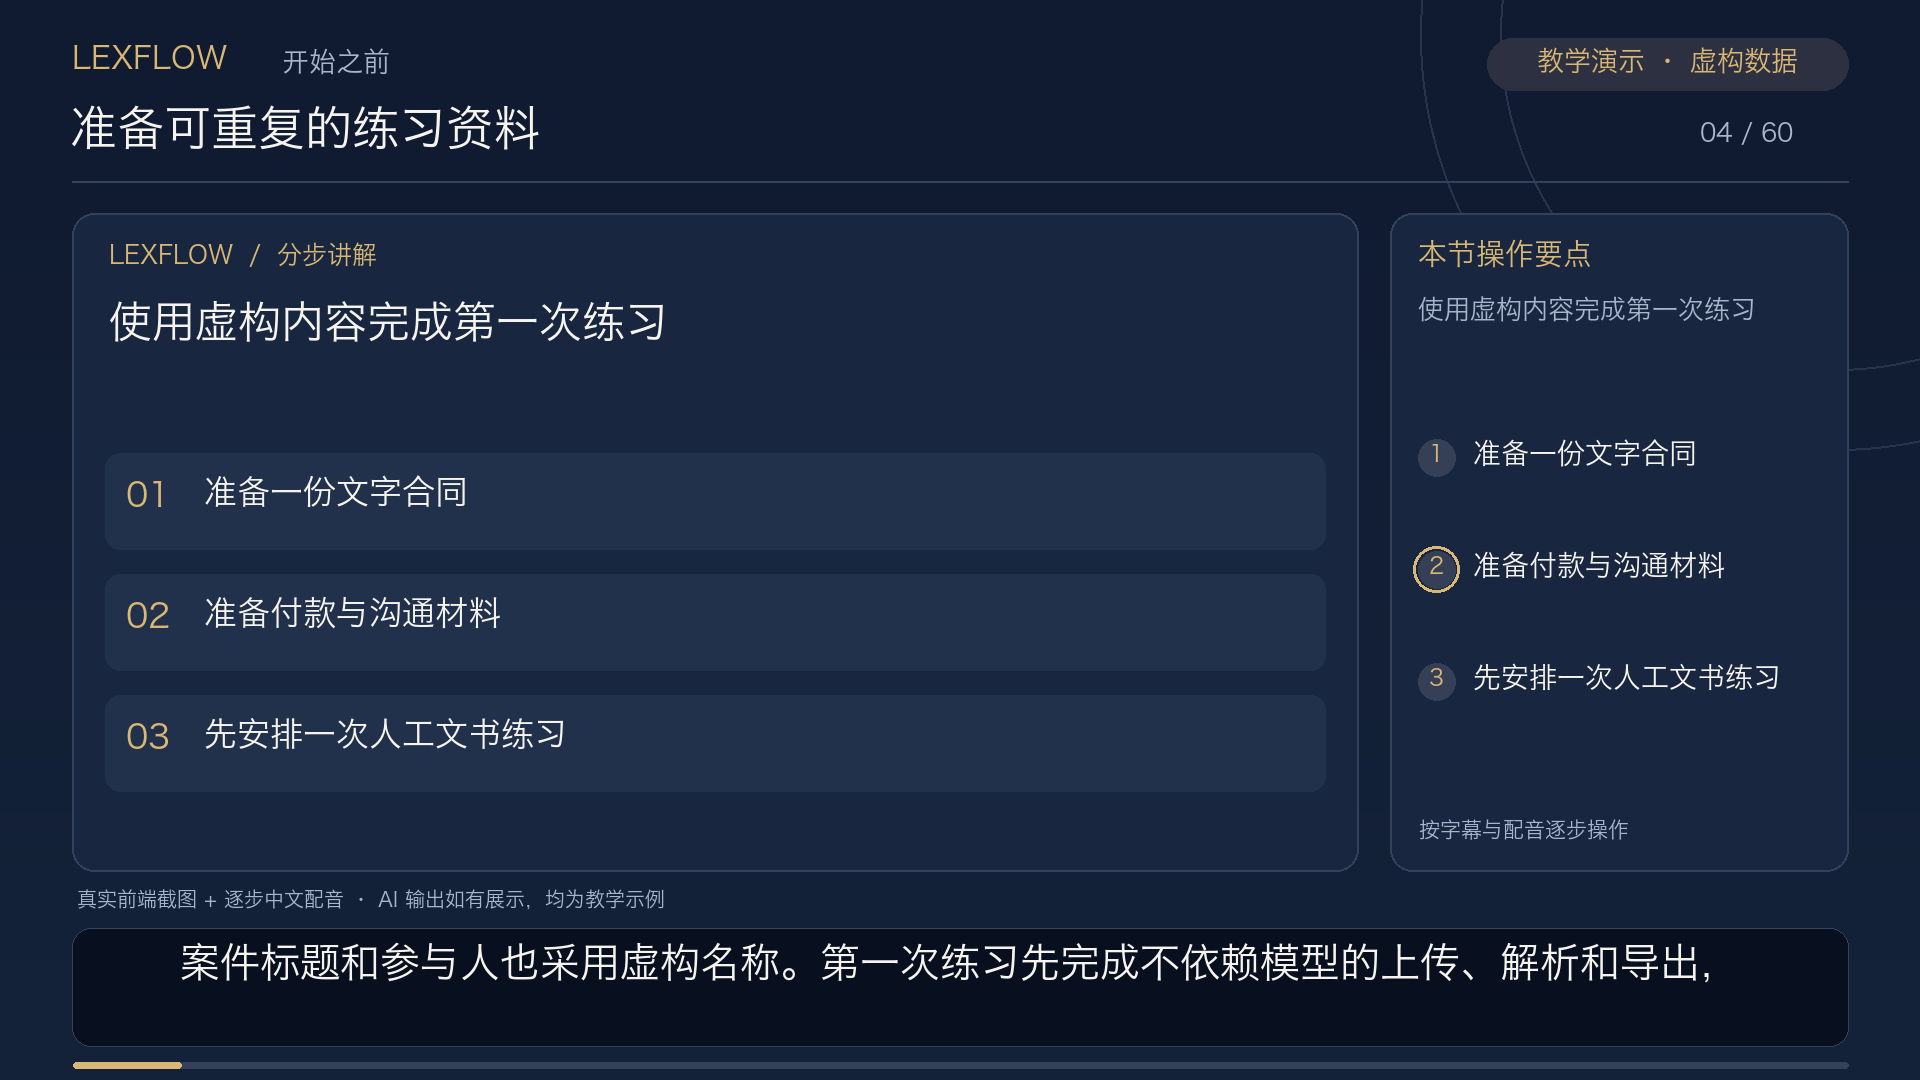 LEXFLOW 开始之前
教学演示 · 虚构数据
准备可重复的练习资料
04 / 60
LEXFLOW / 分步讲解
使用虚构内容完成第一次练习
01 准备一份文字合同
02 准备付款与沟通材料
03 先安排一次人工文书练习
本节操作要点
使用虚构内容完成第一次练习
1 准备一份文字合同
2 准备付款与沟通材料
3 先安排一次人工文书练习
按字幕与配音逐步操作
真实前端截图 + 逐步中文配音 · AI 输出如有展示，均为教学示例
案件标题和参与人也采用虚构名称。第一次练习先完成不依赖模型的上传、解析和导出，